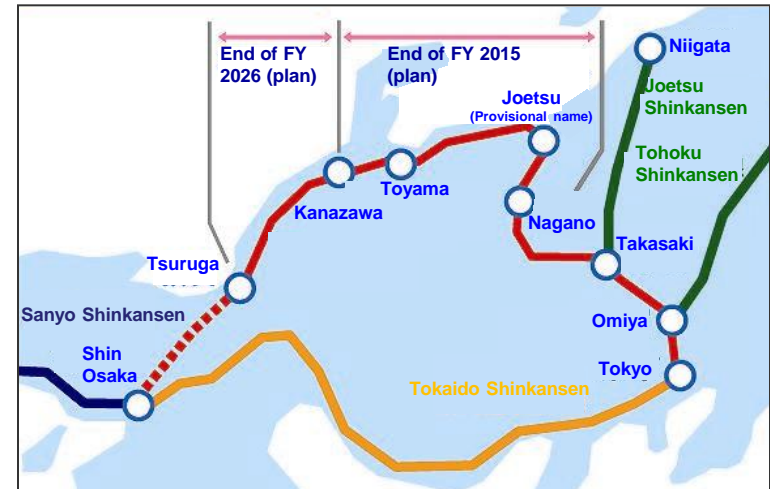 End of FY
2026 (plan)
End of FY 2015
(plan)
Niigata
Joetsu
(Provisional name)
Joetsu
Shinkansen
Tohoku
Shinkansen
Toyama
Kanazawa
Nagano
Takasaki
Tsuruga
Sanyo Shinkansen
Omiya
Shin
Osaka
Tokyo
Tokaido Shinkansen